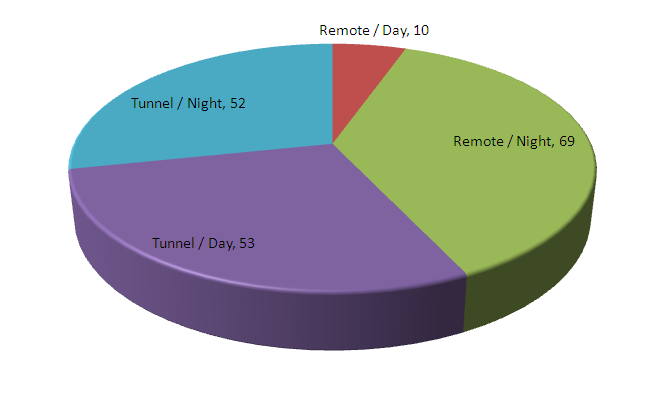 Remote / Day, 10
Tunnel / Night, 52
Remote / Night, 69
Tunnel / Day, 53